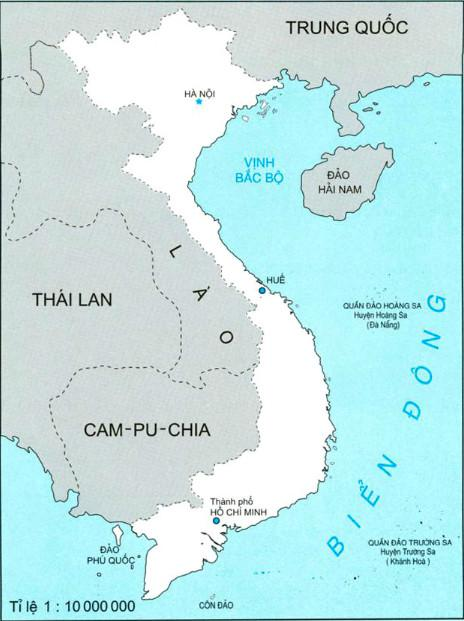 TRUNG QUỐC
HÀ NỘI
VỊNH
BẮC BỘ
ĐẢO
HẢI NAM
LÀO
HUẾ
THÁI LAN
QUẦN ĐẢO HOÀNG SA
Huyện Hoàng Sa
(Đà Nẵng)
BIỂN ĐÔNG
CAM-PU-CHIA
Thành phố
HỒ CHÍ MINH
ĐẢO
PHÚ QUỐC
QUẦN ĐẢO TRƯỜNG SA
Huyện Trường Sa
( Khánh Hoà )
CÔN ĐẢO
Tỉ lệ 1 : 10 000 000